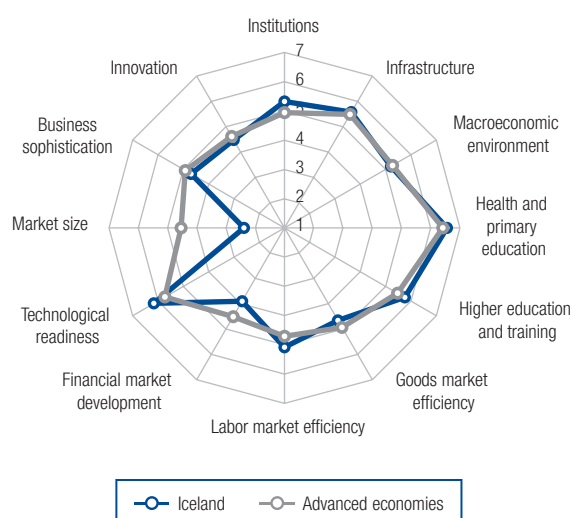 Institutions
Infrastructure
Macroeconomic
environment
Health and
primary
education
Higher education
and training
Goods market
efficiency
Labor market efficiency
Financial market
development
Technological
readiness
Market size
Business
sophistication
Innovation
7
6
5
4
3
2
1
Iceland
Advanced economies